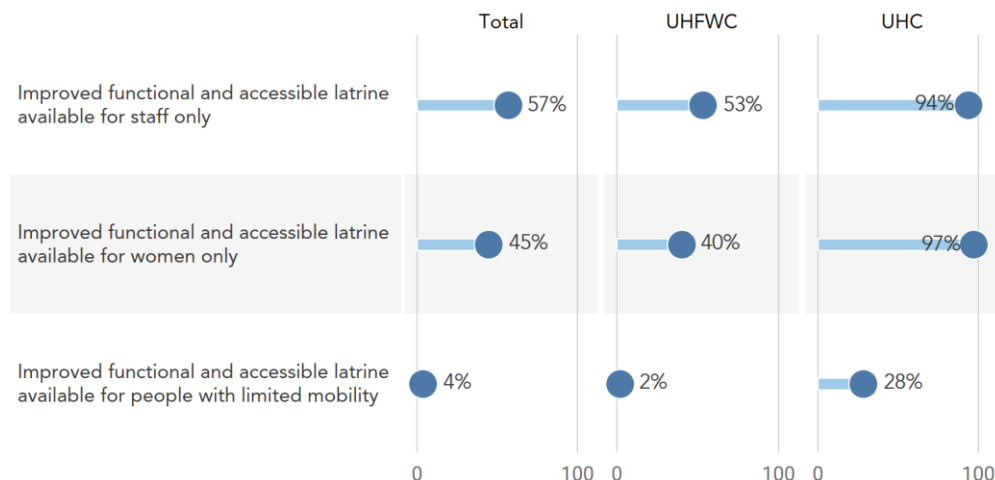 Total UHFWC UHC
Improved functional and accessible latrine
available for staff only
57% 53% 94%
Improved functional and accessible latrine
available for women only
45% 40% 97%
Improved functional and accessible latrine
available for people with limited mobility
4% 2% 28%
0 100 0 100 0 100